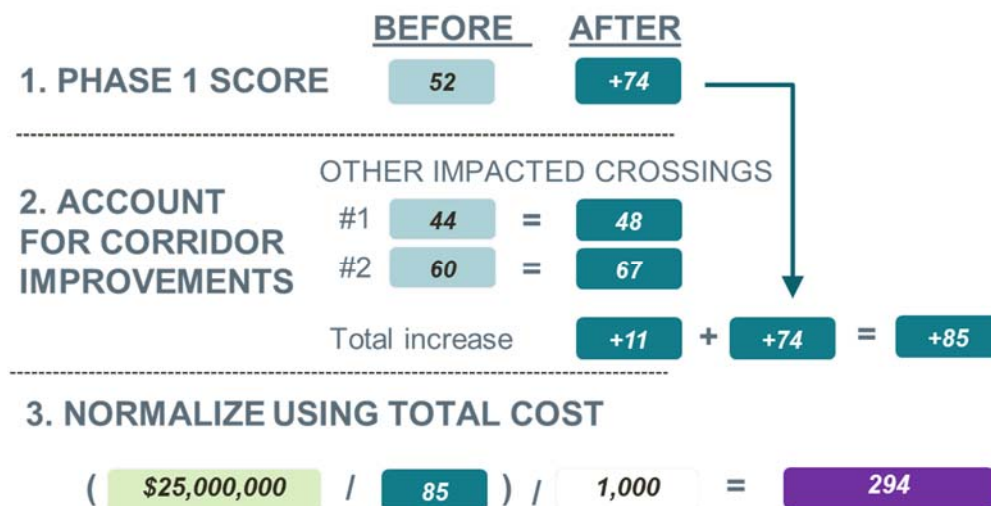 BEFORE AFTER
1. PHASE 1 SCORE 52 +74
OTHER IMPACTED CROSSINGS
2. ACCOUNT
FOR CORRIDOR
IMPROVEMENTS
#1 44 = 48
#2 60 = 67
Total increase +11 + +74 = +85
3. NORMALIZE USING TOTAL COST
( $25,000,000 / 85 ) / 1,000 = 294